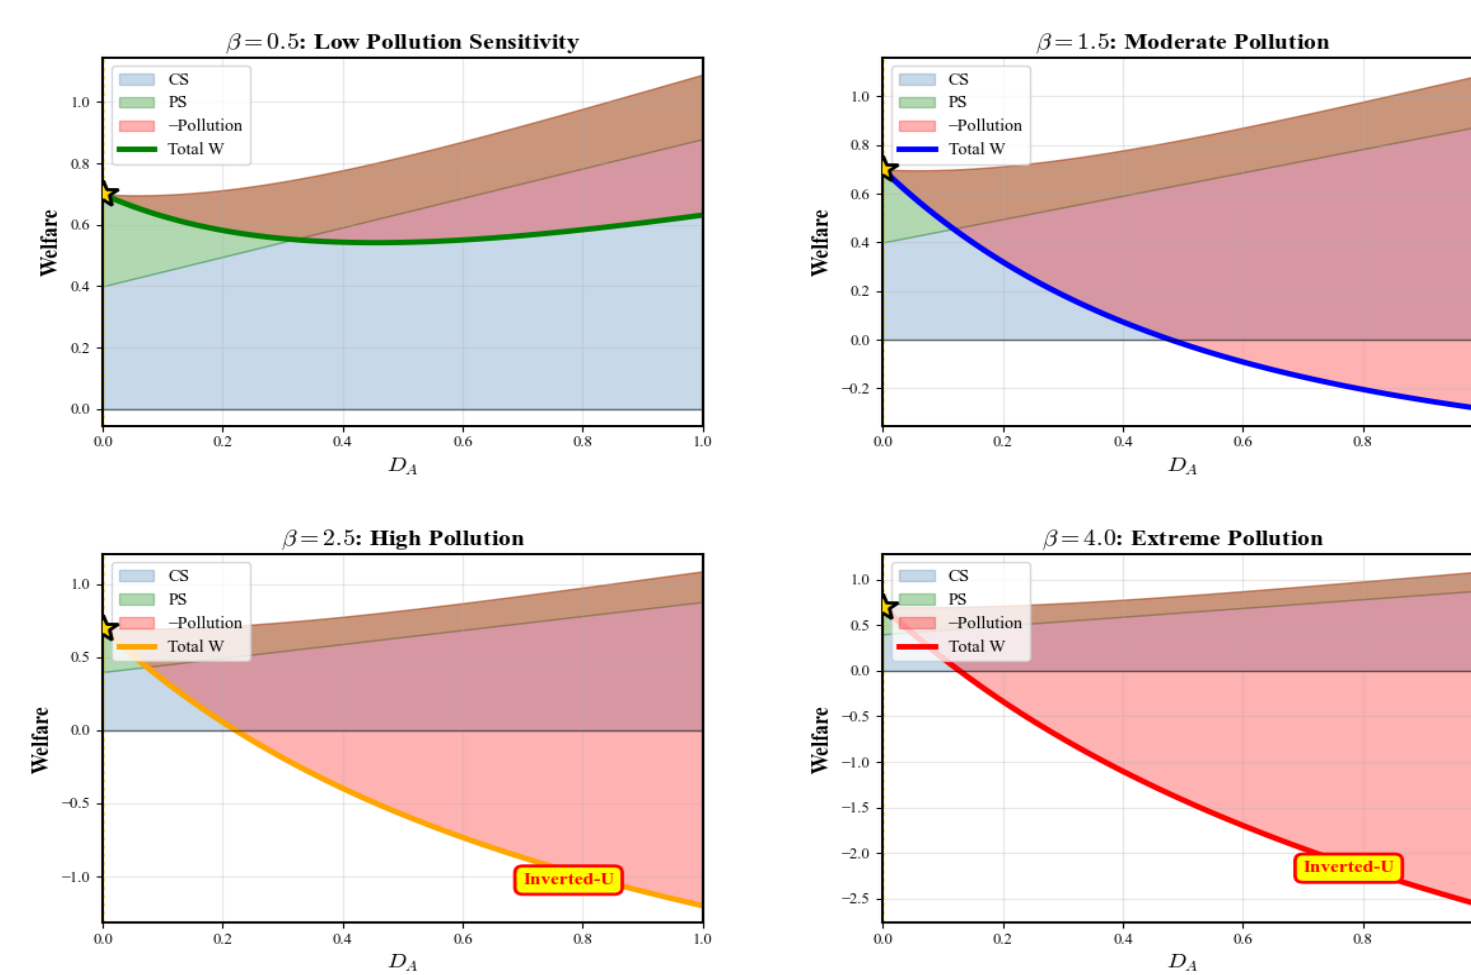 β = 0.5: Low Pollution Sensitivity
CS
PS
−Pollution
Total W
1.0
0.8
0.6
0.4
0.2
0.0
Welfare
0.0 0.2 0.4 0.6 0.8 1.0
D_A
β = 1.5: Moderate Pollution
CS
PS
−Pollution
Total W
1.0
0.8
0.6
0.4
0.2
0.0
−0.2
Welfare
0.0 0.2 0.4 0.6 0.8
D_A
β = 2.5: High Pollution
CS
PS
−Pollution
Total W
1.0
0.5
0.0
−0.5
−1.0
Welfare
Inverted-U
0.0 0.2 0.4 0.6 0.8 1.0
D_A
β = 4.0: Extreme Pollution
CS
PS
−Pollution
Total W
1.0
0.5
0.0
−0.5
−1.0
−1.5
−2.0
−2.5
Welfare
Inverted-U
0.0 0.2 0.4 0.6 0.8
D_A